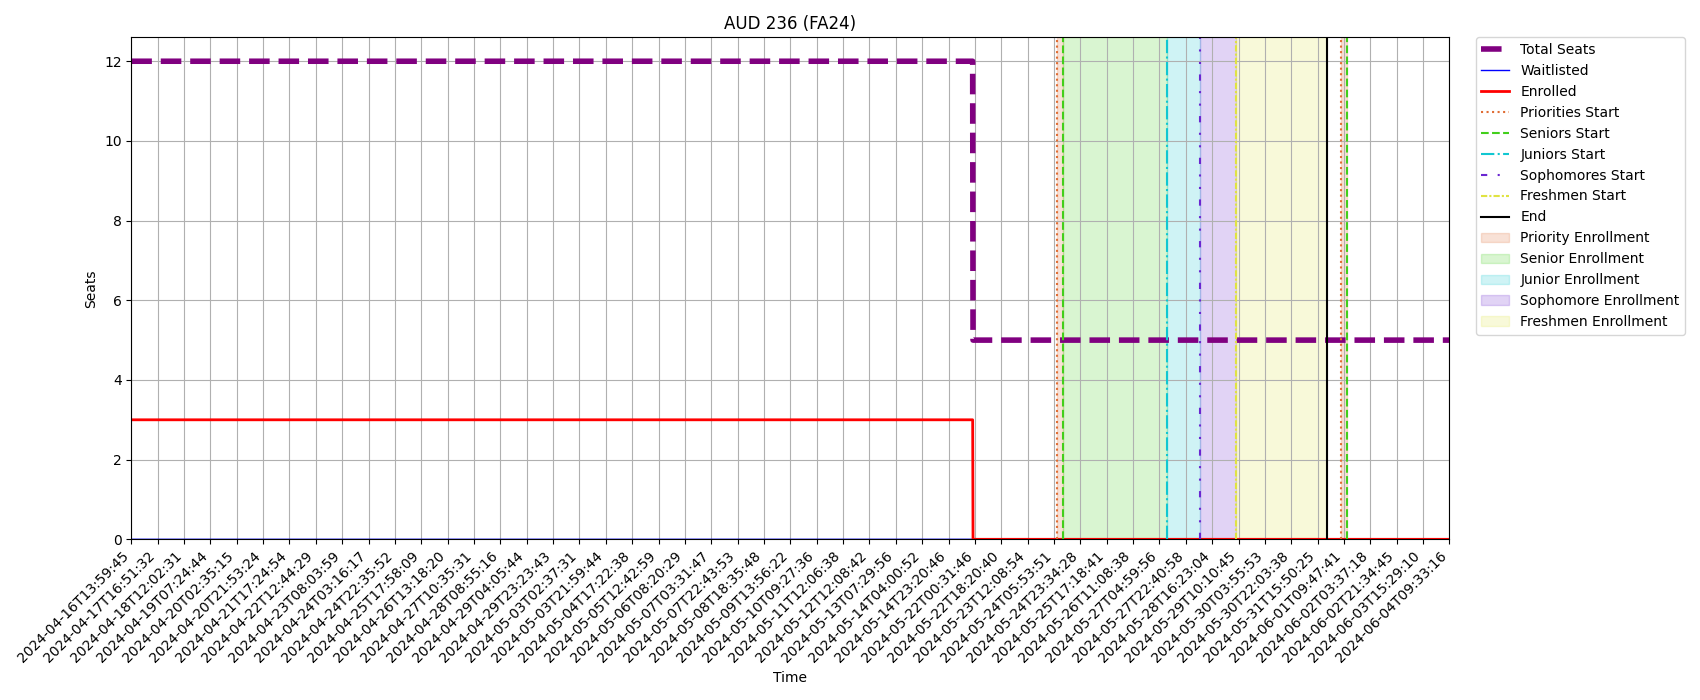 AUD 236 (FA24)
Seats
12
10
8
6
4
2
0
2024-04-16T13:59:45
2024-04-17T16:51:32
2024-04-18T12:02:31
2024-04-19T07:24:44
2024-04-20T02:35:15
2024-04-20T21:53:24
2024-04-21T17:24:54
2024-04-22T12:44:29
2024-04-23T08:03:59
2024-04-24T03:16:17
2024-04-24T22:35:52
2024-04-25T17:58:09
2024-04-26T13:18:20
2024-04-27T10:35:31
2024-04-28T08:55:16
2024-04-29T04:05:44
2024-04-29T23:23:43
2024-05-03T02:37:31
2024-05-03T21:59:44
2024-05-04T17:22:38
2024-05-05T12:42:59
2024-05-06T08:20:29
2024-05-07T03:31:47
2024-05-07T22:43:53
2024-05-08T18:35:48
2024-05-09T13:56:22
2024-05-10T09:27:36
2024-05-11T12:06:38
2024-05-12T12:08:42
2024-05-13T07:29:56
2024-05-14T04:00:52
2024-05-14T23:20:46
2024-05-22T00:31:46
2024-05-22T18:20:40
2024-05-23T12:08:54
2024-05-24T05:53:51
2024-05-24T23:34:28
2024-05-25T17:18:41
2024-05-26T11:08:38
2024-05-27T04:59:56
2024-05-27T22:40:58
2024-05-28T16:23:04
2024-05-29T10:10:45
2024-05-30T03:55:53
2024-05-30T22:03:38
2024-05-31T15:50:25
2024-06-01T09:47:41
2024-06-02T03:37:18
2024-06-02T21:34:45
2024-06-03T15:29:10
2024-06-04T09:33:16
Time
Total Seats
Waitlisted
Enrolled
Priorities Start
Seniors Start
Juniors Start
Sophomores Start
Freshmen Start
End
Priority Enrollment
Senior Enrollment
Junior Enrollment
Sophomore Enrollment
Freshmen Enrollment